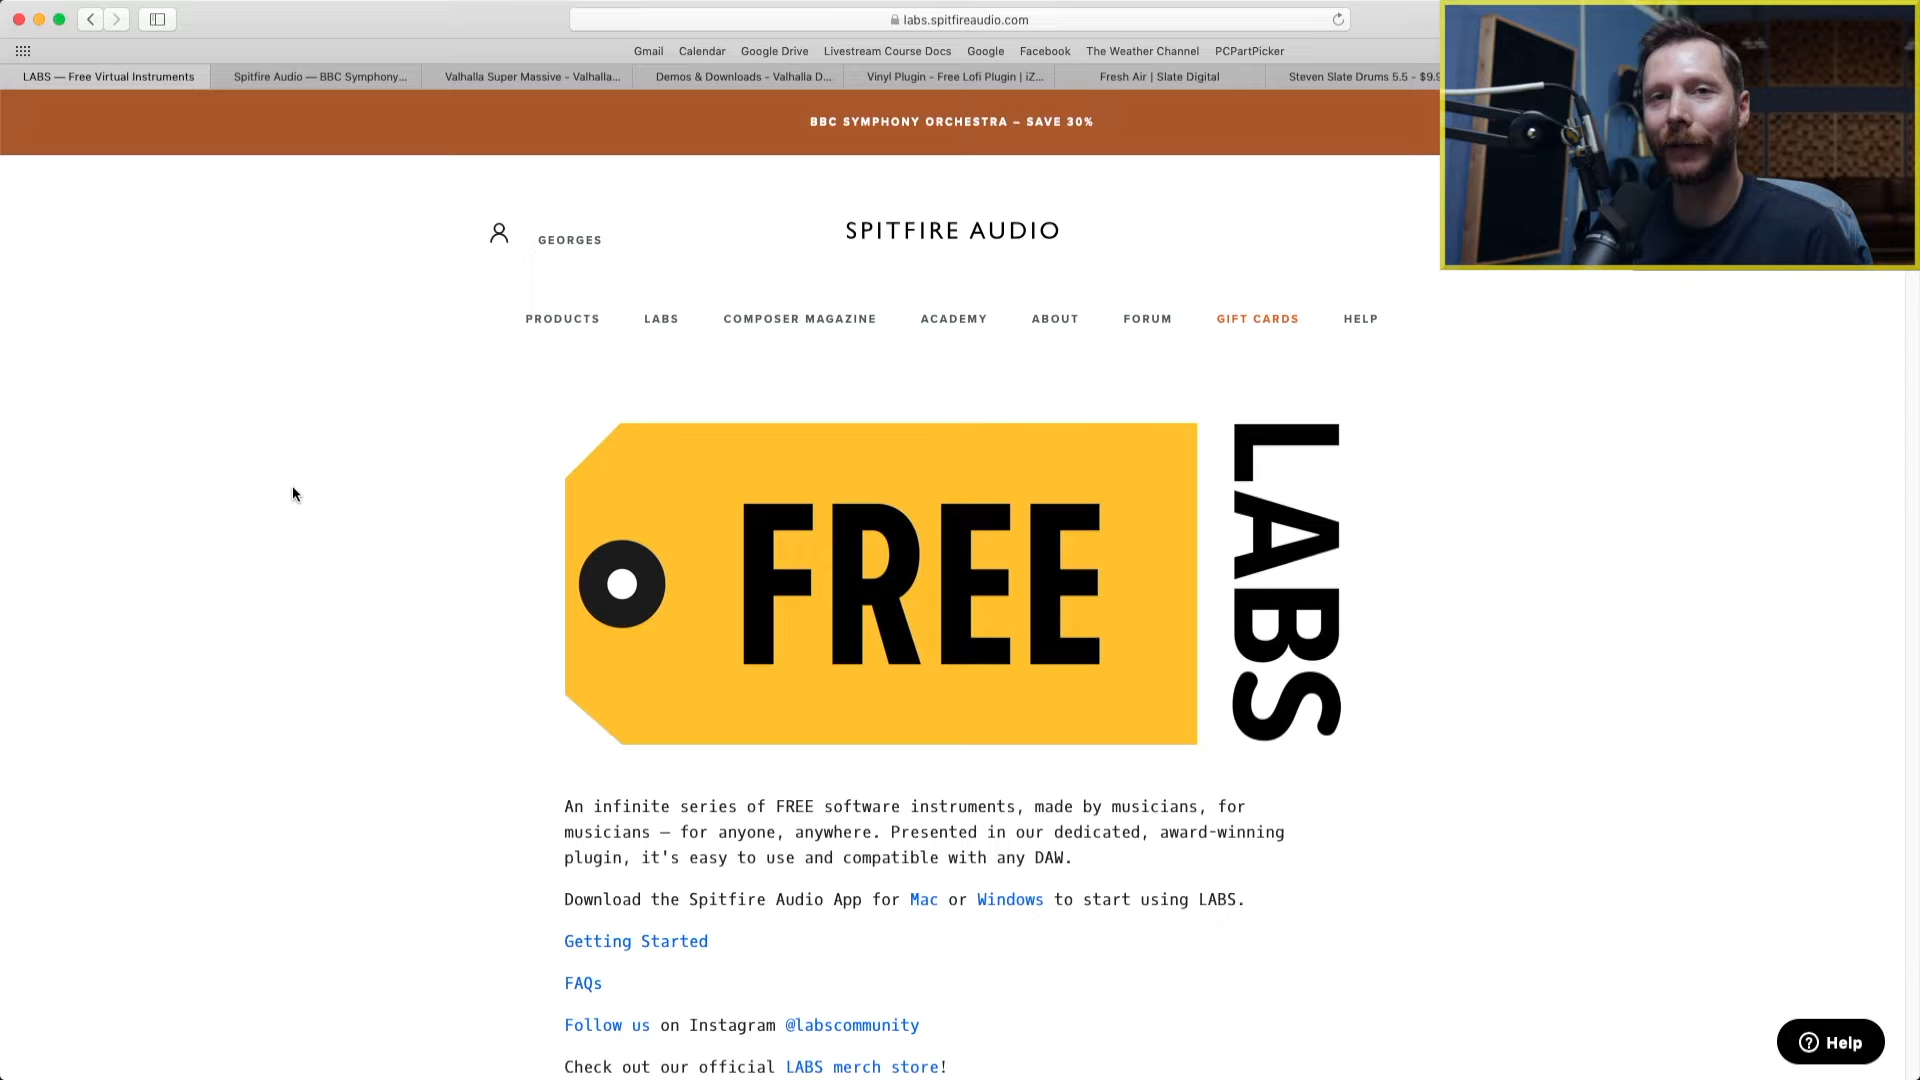 labs.spitfireaudio.com
Gmail Calendar Google Drive Livestream Course Docs Google Facebook The Weather Channel PCPartPicker
LABS — Free Virtual Instruments
Spitfire Audio — BBC Symphony...
Valhalla Super Massive - Valhalla...
Demos & Downloads - Valhalla D...
Vinyl Plugin - Free Lofi Plugin | iZ...
Fresh Air | Slate Digital
Steven Slate Drums 5.5 - $9.9
BBC SYMPHONY ORCHESTRA – SAVE 30%
GEORGES
SPITFIRE AUDIO
PRODUCTS LABS COMPOSER MAGAZINE ACADEMY ABOUT FORUM GIFT CARDS HELP
FREE
LABS
An infinite series of FREE software instruments, made by musicians, for
musicians – for anyone, anywhere. Presented in our dedicated, award-winning
plugin, it's easy to use and compatible with any DAW.
Download the Spitfire Audio App for Mac or Windows to start using LABS.
Getting Started
FAQs
Follow us on Instagram @labscommunity
Check out our official LABS merch store!
Help